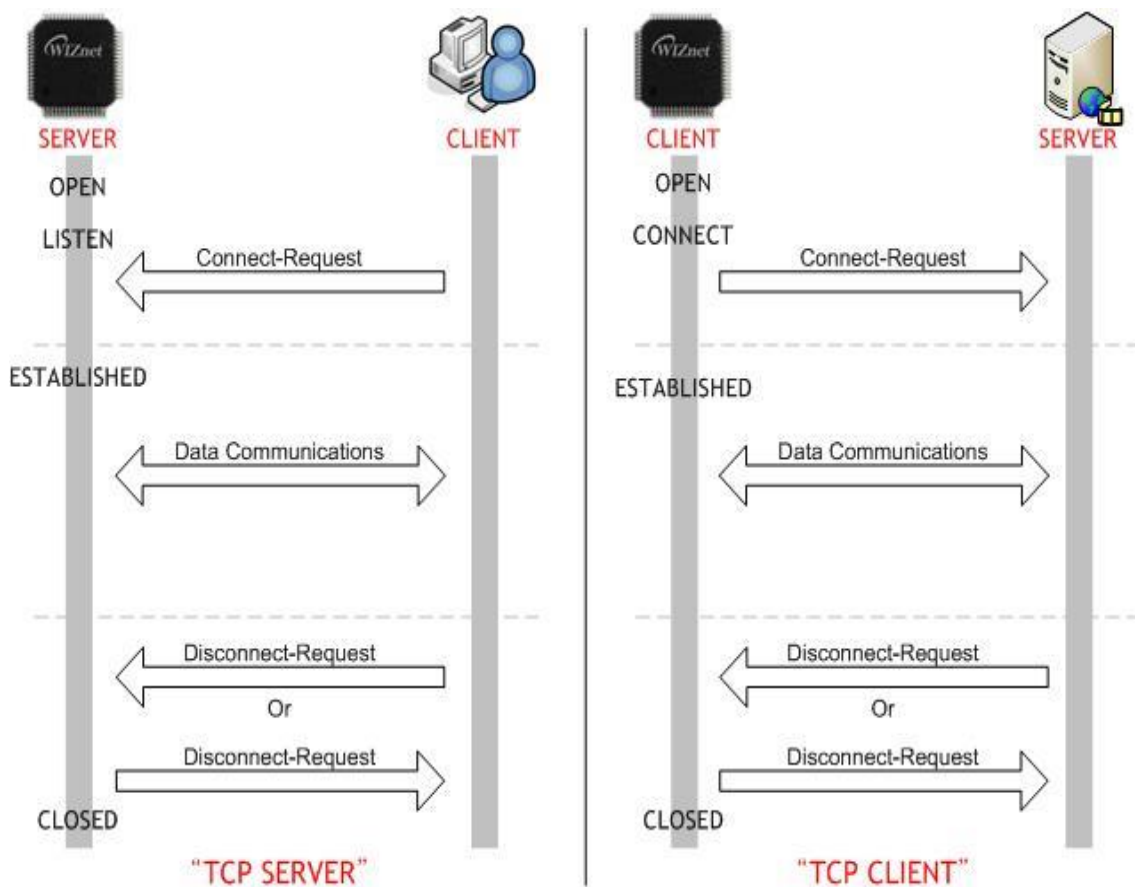 WIZnet
SERVER
CLIENT
OPEN
LISTEN
Connect-Request
ESTABLISHED
Data Communications
Disconnect-Request
Or
Disconnect-Request
CLOSED
"TCP SERVER"
WIZnet
CLIENT
SERVER
OPEN
CONNECT
Connect-Request
ESTABLISHED
Data Communications
Disconnect-Request
Or
Disconnect-Request
CLOSED
"TCP CLIENT"